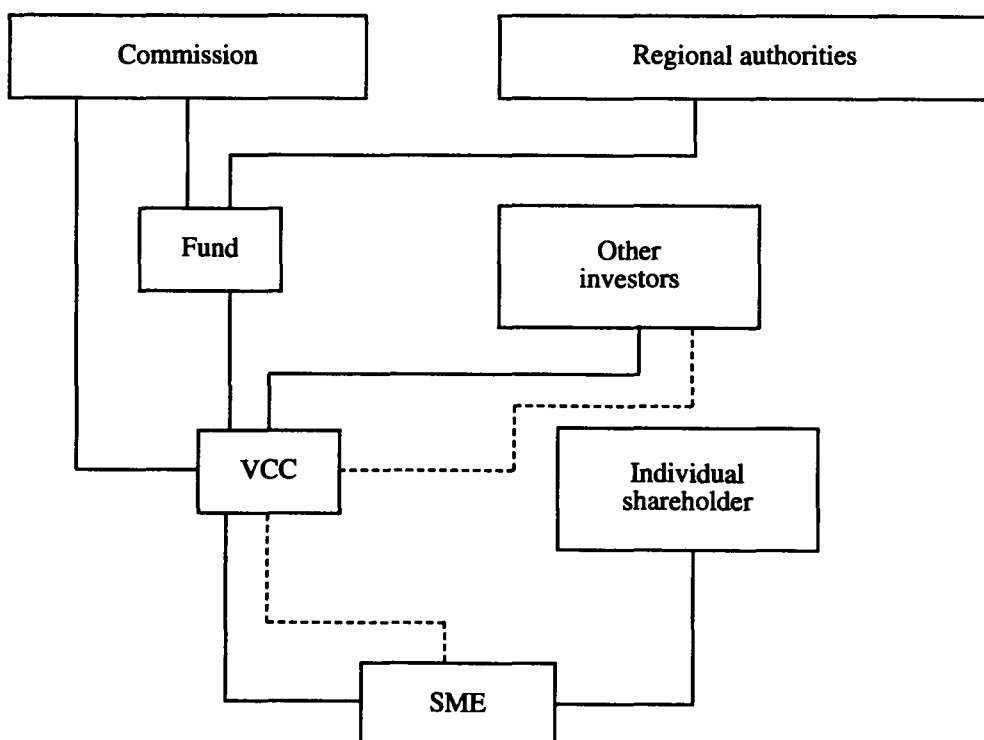 Commission
Regional authorities
Fund
Other
investors
VCC
Individual
shareholder
SME